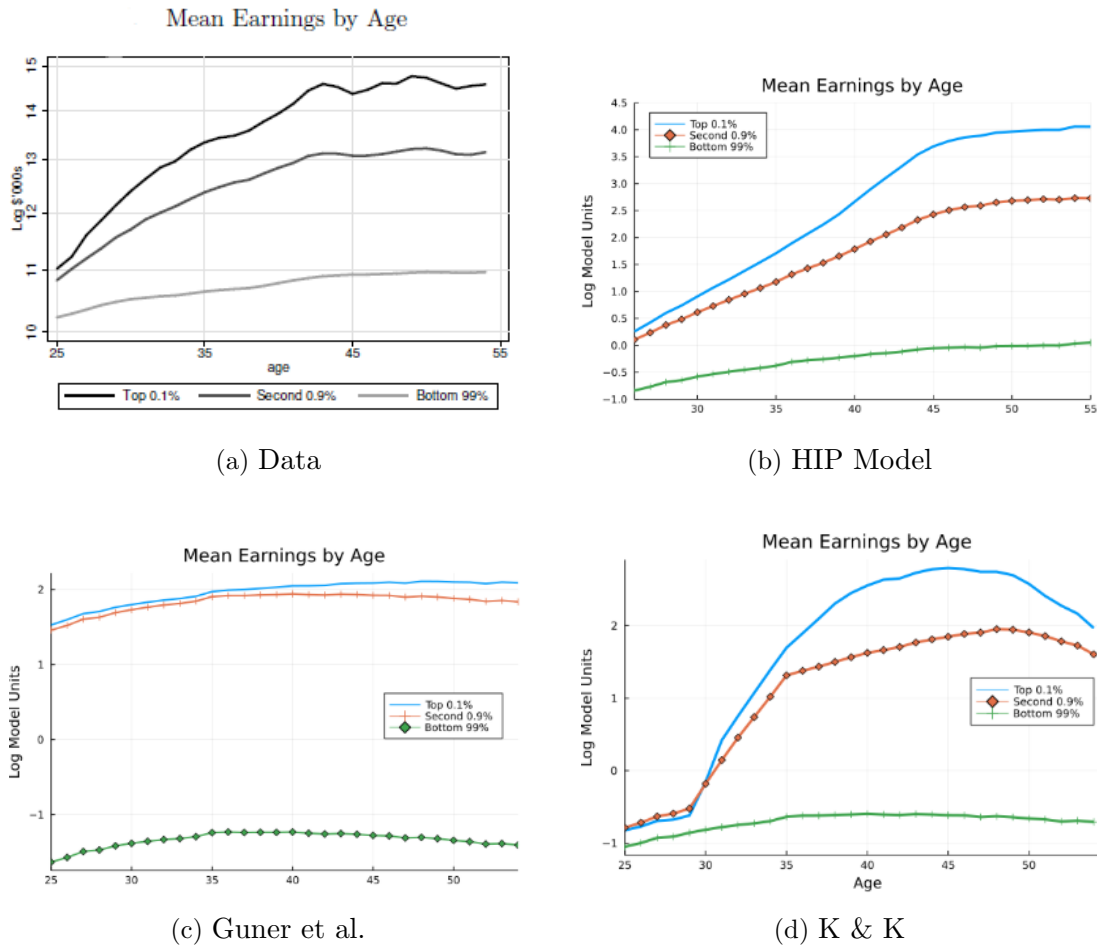 Mean Earnings by Age
Log $'000s
15
14
13
12
11
10
25 35 45 55
age
Top 0.1% Second 0.9% Bottom 99%
(a) Data
Mean Earnings by Age
Log Model Units
4.5
4.0
3.5
3.0
2.5
2.0
1.5
1.0
0.5
0.0
−0.5
−1.0
30 35 40 45 50 55
Top 0.1%
Second 0.9%
Bottom 99%
(b) HIP Model
Mean Earnings by Age
Log Model Units
2
1
0
−1
25 30 35 40 45 50
Top 0.1%
Second 0.9%
Bottom 99%
(c) Guner et al.
Mean Earnings by Age
Log Model Units
2
1
0
−1
25 30 35 40 45 50
Age
Top 0.1%
Second 0.9%
Bottom 99%
(d) K & K